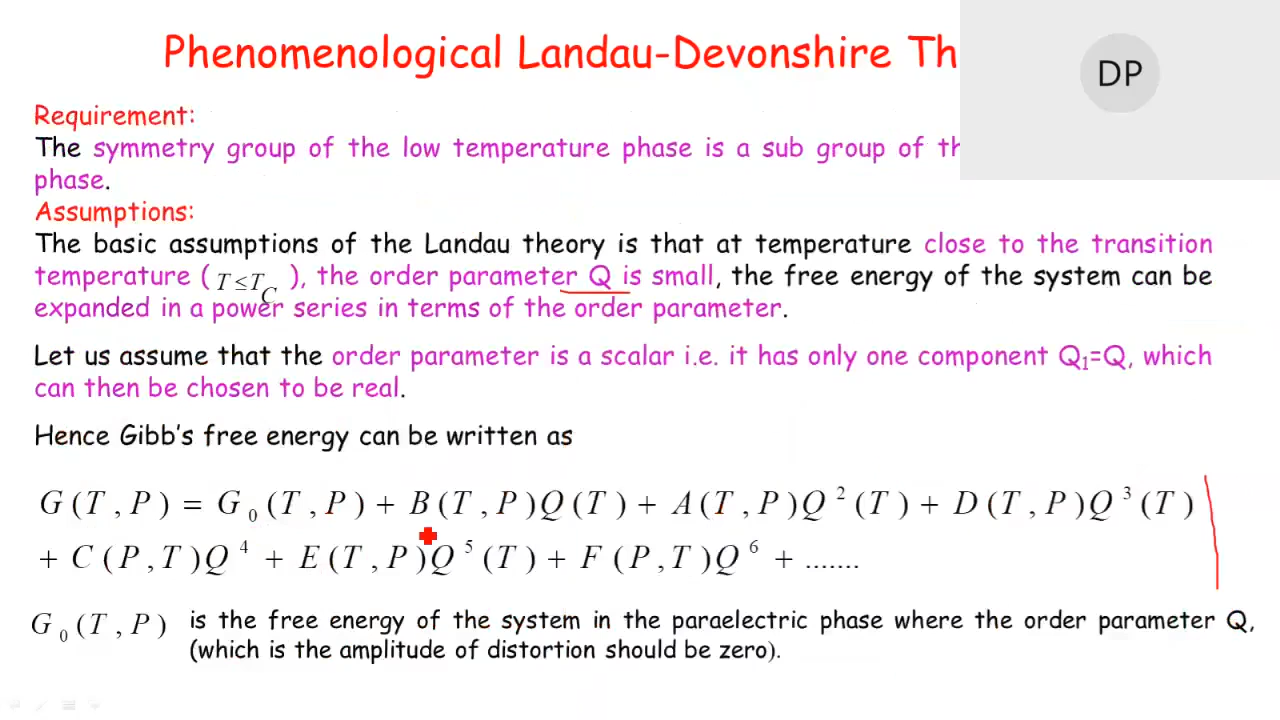 Phenomenological Landau-Devonshire Th
DP
Requirement:
The symmetry group of the low temperature phase is a sub group of th
phase.
Assumptions:
The basic assumptions of the Landau theory is that at temperature close to the transition
temperature ( T ≤ T_C ), the order parameter Q is small, the free energy of the system can be
expanded in a power series in terms of the order parameter.
Let us assume that the order parameter is a scalar i.e. it has only one component Q₁=Q, which
can then be chosen to be real.
Hence Gibb's free energy can be written as
G (T , P) = G₀ (T , P) + B (T , P)Q (T) + A (T , P)Q² (T) + D (T , P)Q³ (T)
+ C (P , T)Q⁴ + E (T , P)Q⁵ (T) + F (P , T)Q⁶ + .......
G₀ (T , P) is the free energy of the system in the paraelectric phase where the order parameter Q,
(which is the amplitude of distortion should be zero).